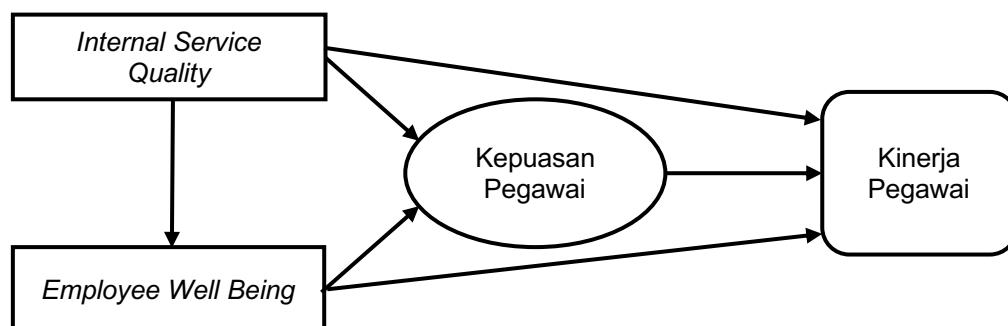 Internal Service
Quality
Kepuasan
Pegawai
Kinerja
Pegawai
Employee Well Being